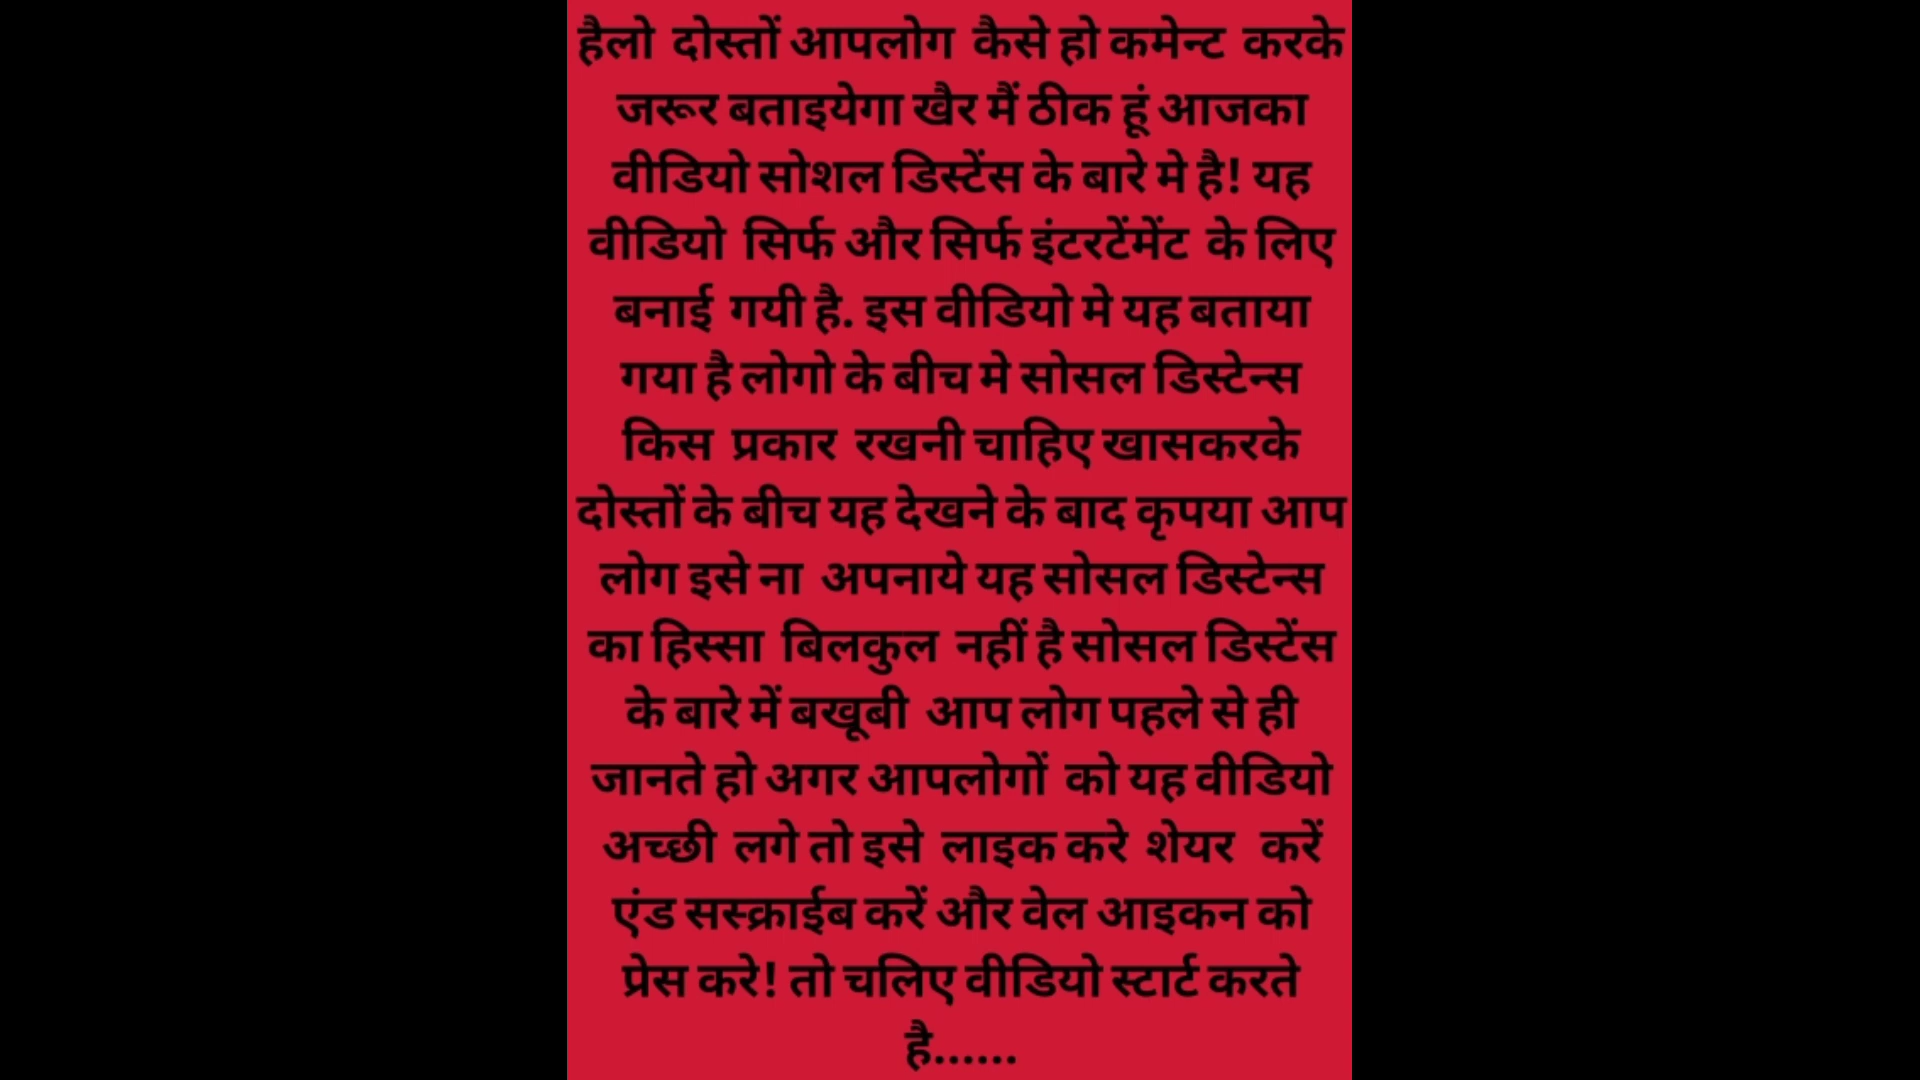 हैलो दोस्तों आपलोग कैसे हो कमेन्ट करके
जरूर बताइयेगा खैर मैं ठीक हूं आजका
वीडियो सोशल डिस्टेंस के बारे मे है! यह
वीडियो सिर्फ और सिर्फ इंटरटेंमेंट के लिए
बनाई गयी है. इस वीडियो मे यह बताया
गया है लोगो के बीच मे सोसल डिस्टेन्स
किस प्रकार रखनी चाहिए खासकरके
दोस्तों के बीच यह देखने के बाद कृपया आप
लोग इसे ना अपनाये यह सोसल डिस्टेन्स
का हिस्सा बिलकुल नहीं है सोसल डिस्टेंस
के बारे में बखूबी आप लोग पहले से ही
जानते हो अगर आपलोगों को यह वीडियो
अच्छी लगे तो इसे लाइक करे शेयर करें
एंड सस्क्राईब करें और वेल आइकन को
प्रेस करे! तो चलिए वीडियो स्टार्ट करते
है......